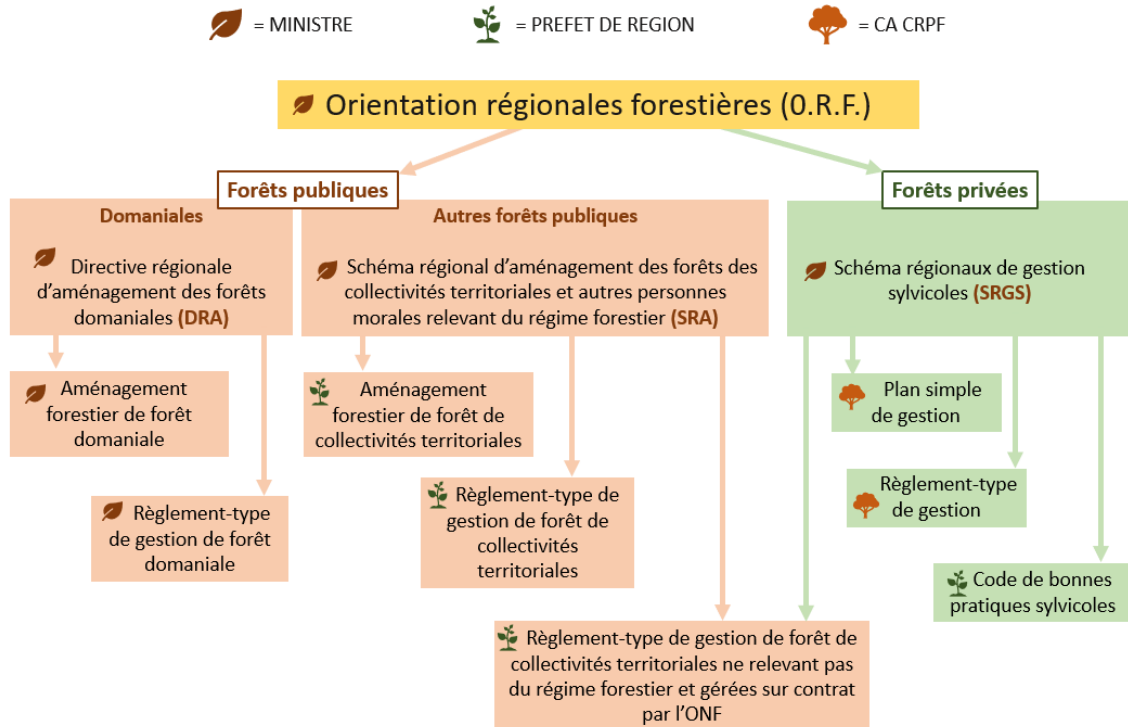 = MINISTRE
= PREFET DE REGION
= CA CRPF
Orientation régionales forestières (0.R.F.)
Forêts publiques
Forêts privées
Domaniales
Directive régionale
d’aménagement des forêts
domaniales (DRA)
Autres forêts publiques
Schéma régional d’aménagement des forêts des
collectivités territoriales et autres personnes
morales relevant du régime forestier (SRA)
Schéma régionaux de gestion
sylvicoles (SRGS)
Aménagement
forestier de forêt
domaniale
Aménagement
forestier de forêt de
collectivités territoriales
Plan simple
de gestion
Règlement-type
de gestion de forêt
domaniale
Règlement-type de
gestion de forêt de
collectivités
territoriales
Règlement-type
de gestion
Code de bonnes
pratiques sylvicoles
Règlement-type de gestion de forêt de
collectivités territoriales ne relevant pas
du régime forestier et gérées sur contrat
par l’ONF